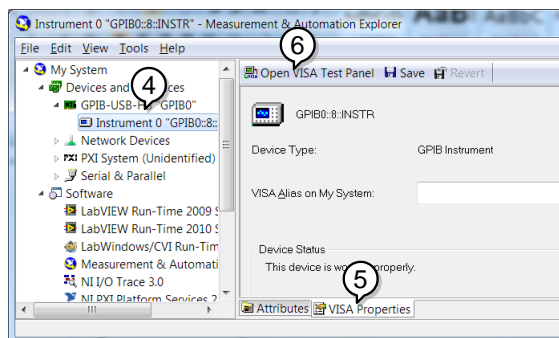 Instrument 0 "GPIB0::8::INSTR" - Measurement & Automation Explorer
File Edit View Tools Help
My System
Devices and
GPIB-USB-H "GPIB0"
Instrument 0 "GPIB0::8::
Network Devices
PXI System (Unidentified)
Serial & Parallel
Software
LabVIEW Run-Time 2009 S
LabVIEW Run-Time 2010 S
LabWindows/CVI Run-Tim
Measurement & Automati
NI I/O Trace 3.0
NI PXI Platform Services 2
4
6
Open VISA Test Panel Save Revert
GPIB0::8::INSTR
Device Type: GPIB Instrument
VISA Alias on My System:
Device Status
This device is properly.
5
Attributes VISA Properties